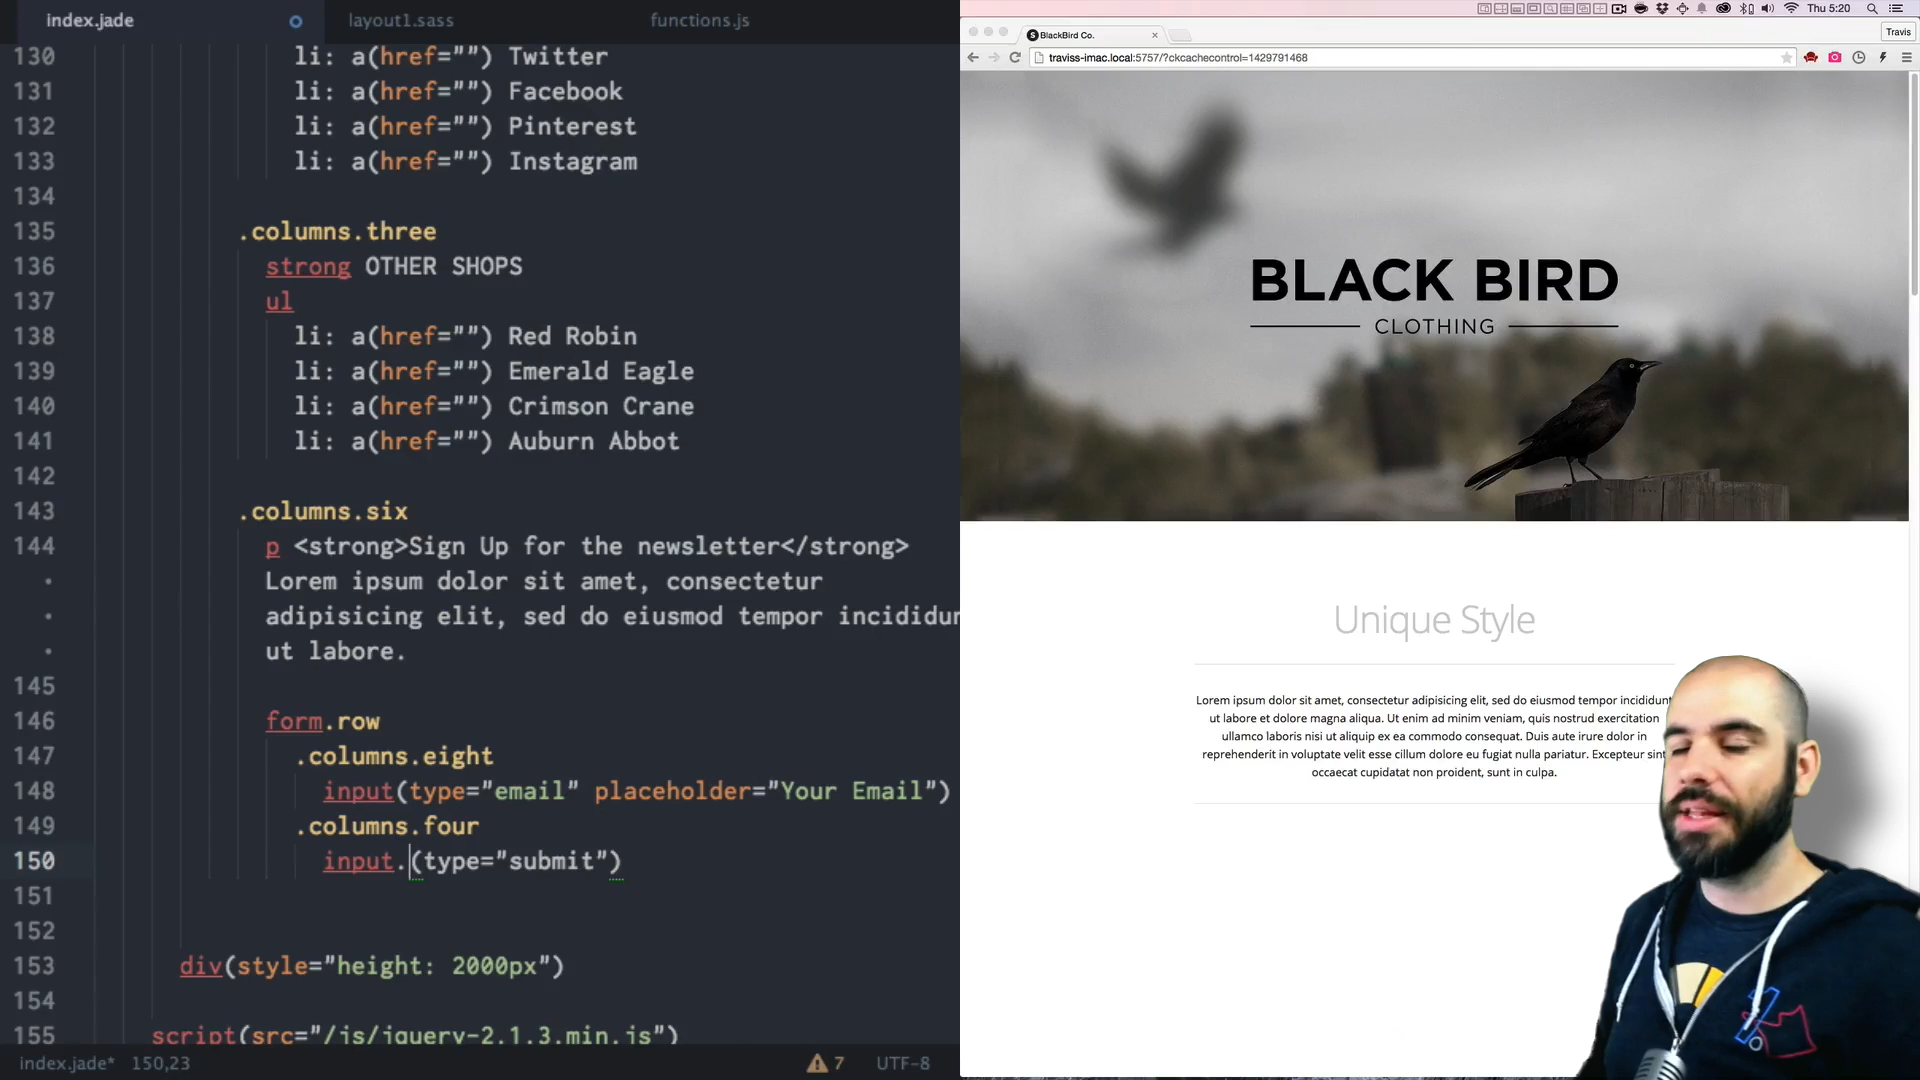 index.jade
layout1.sass
functions.js
130 li: a(href="") Twitter
131 li: a(href="") Facebook
132 li: a(href="") Pinterest
133 li: a(href="") Instagram
134
135 .columns.three
136 strong OTHER SHOPS
137 ul
138 li: a(href="") Red Robin
139 li: a(href="") Emerald Eagle
140 li: a(href="") Crimson Crane
141 li: a(href="") Auburn Abbot
142
143 .columns.six
144 p <strong>Sign Up for the newsletter</strong>
Lorem ipsum dolor sit amet, consectetur
adipisicing elit, sed do eiusmod tempor incididun
ut labore.
145
146 form.row
147 .columns.eight
148 input(type="email" placeholder="Your Email")
149 .columns.four
150 input.(type="submit")
151
152
153 div(style="height: 2000px")
154
155 script(src="/js/jquery-2.1.3.min.js")
index.jade* 150,23
7 UTF-8
Thu 5:20
BlackBird Co.
Travis
traviss-imac.local:5757/?ckcachecontrol=1429791468
BLACK BIRD
CLOTHING
Unique Style
Lorem ipsum dolor sit amet, consectetur adipisicing elit, sed do eiusmod tempor incididunt
ut labore et dolore magna aliqua. Ut enim ad minim veniam, quis nostrud exercitation
ullamco laboris nisi ut aliquip ex ea commodo consequat. Duis aute irure dolor in
reprehenderit in voluptate velit esse cillum dolore eu fugiat nulla pariatur. Excepteur sint
occaecat cupidatat non proident, sunt in culpa.